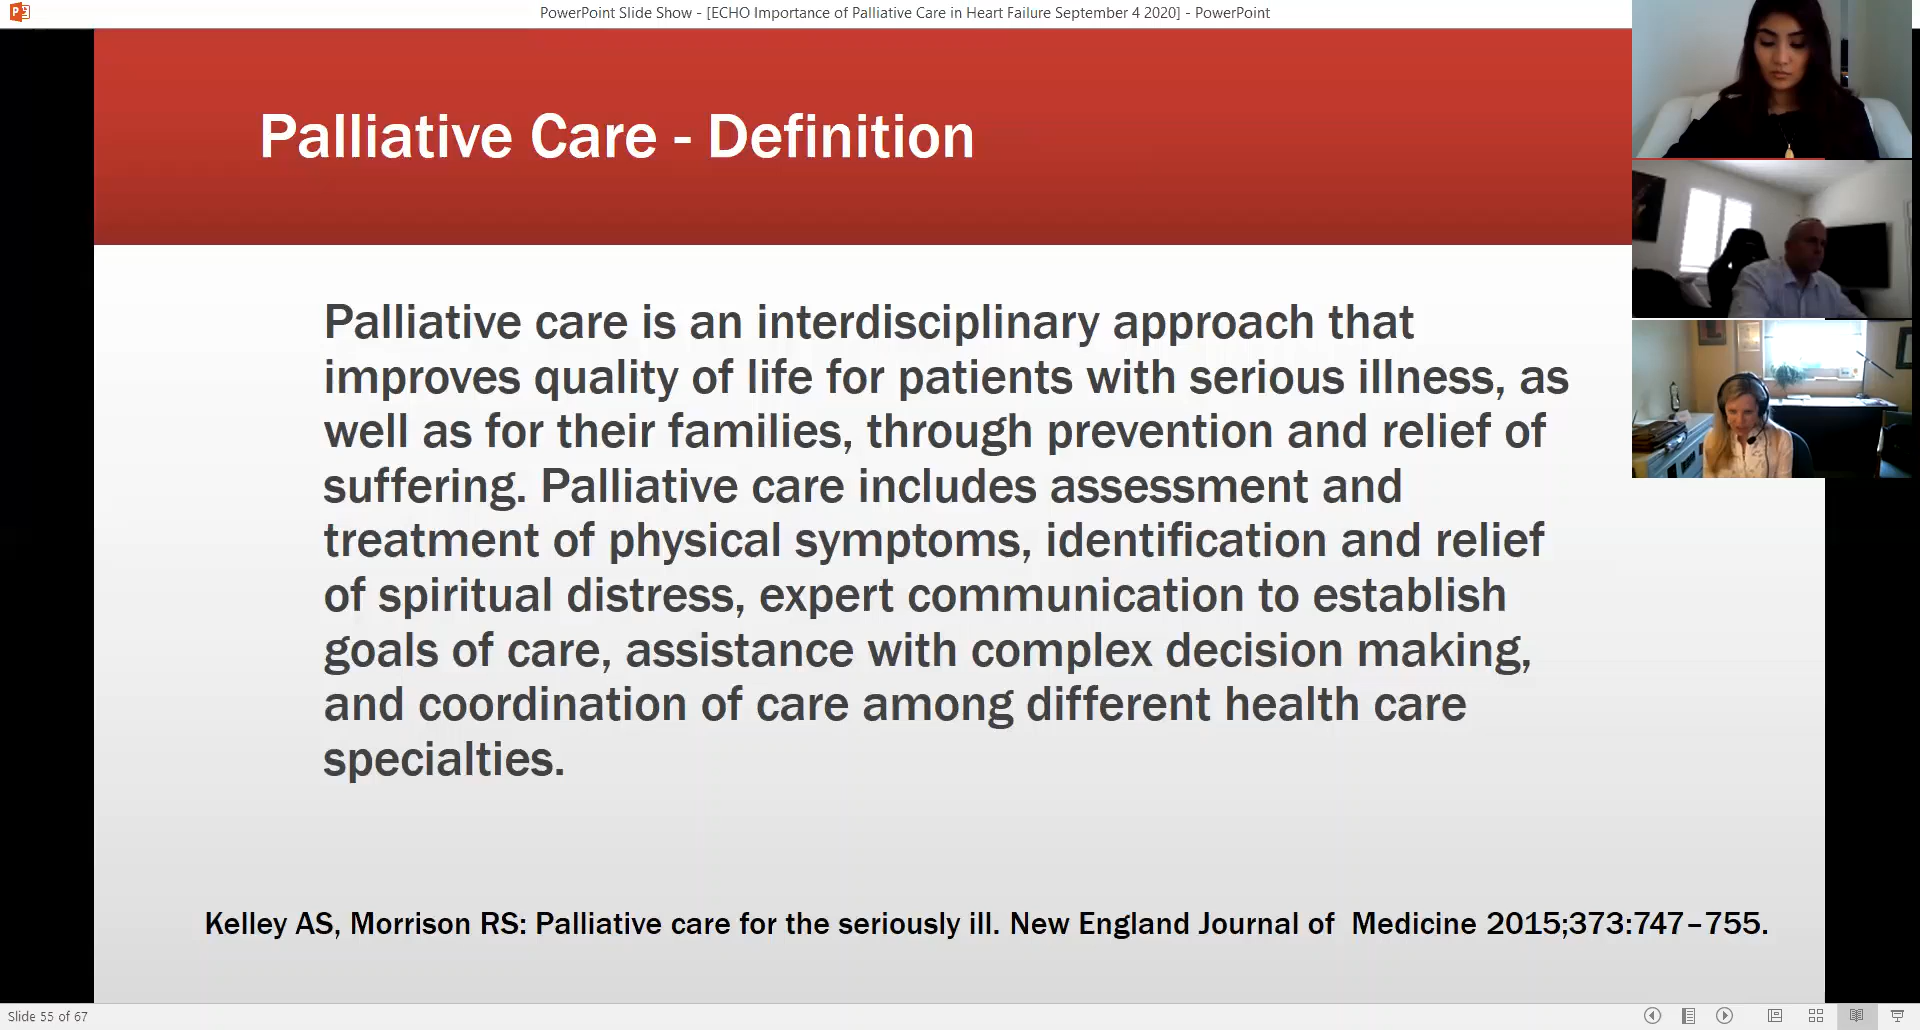 PowerPoint Slide Show - [ECHO Importance of Palliative Care in Heart Failure September 4 2020] - PowerPoint
Palliative Care - Definition
Palliative care is an interdisciplinary approach that
improves quality of life for patients with serious illness, as
well as for their families, through prevention and relief of
suffering. Palliative care includes assessment and
treatment of physical symptoms, identification and relief
of spiritual distress, expert communication to establish
goals of care, assistance with complex decision making,
and coordination of care among different health care
specialties.
Kelley AS, Morrison RS: Palliative care for the seriously ill. New England Journal of  Medicine 2015;373:747–755.
Slide 55 of 67